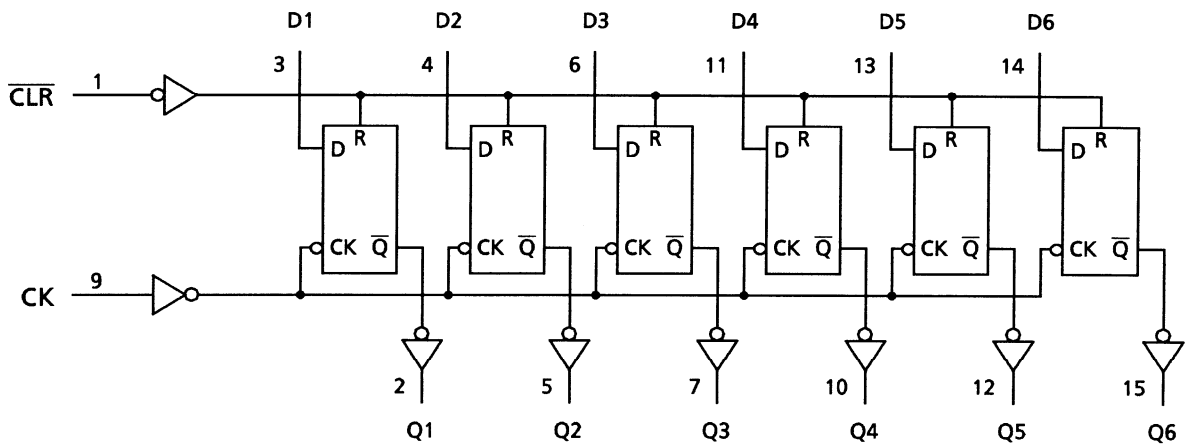 D1 D2 D3 D4 D5 D6
3 4 6 11 13 14
C̅L̅R̅ 1
R R R R R R
D D D D D D
CK Q̅ CK Q̅ CK Q̅ CK Q̅ CK Q̅ CK Q̅
CK 9
2 5 7 10 12 15
Q1 Q2 Q3 Q4 Q5 Q6